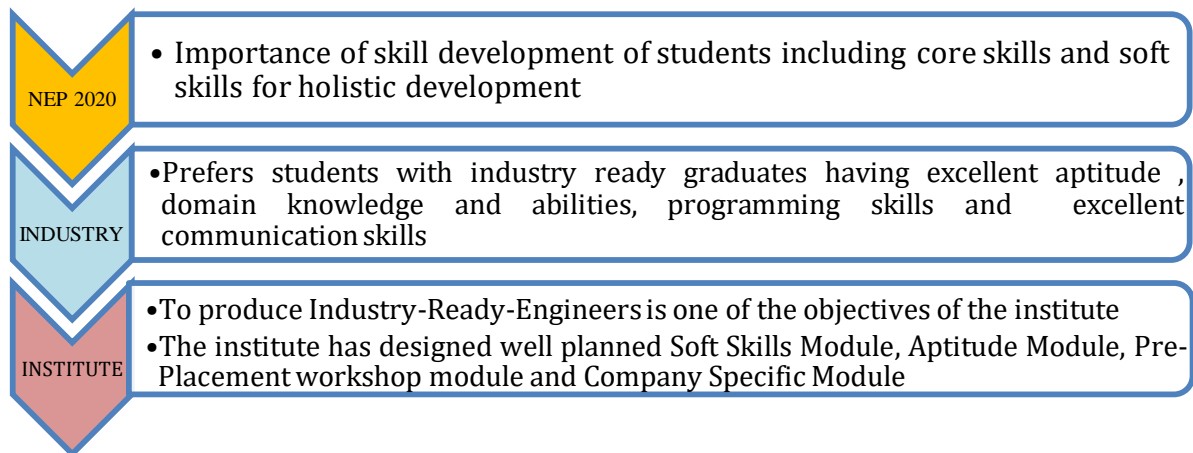 NEP 2020
• Importance of skill development of students including core skills and soft
skills for holistic development
INDUSTRY
•Prefers students with industry ready graduates having excellent aptitude ,
domain knowledge and abilities, programming skills and excellent
communication skills
INSTITUTE
•To produce Industry-Ready-Engineers is one of the objectives of the institute
•The institute has designed well planned Soft Skills Module, Aptitude Module, Pre-
Placement workshop module and Company Specific Module